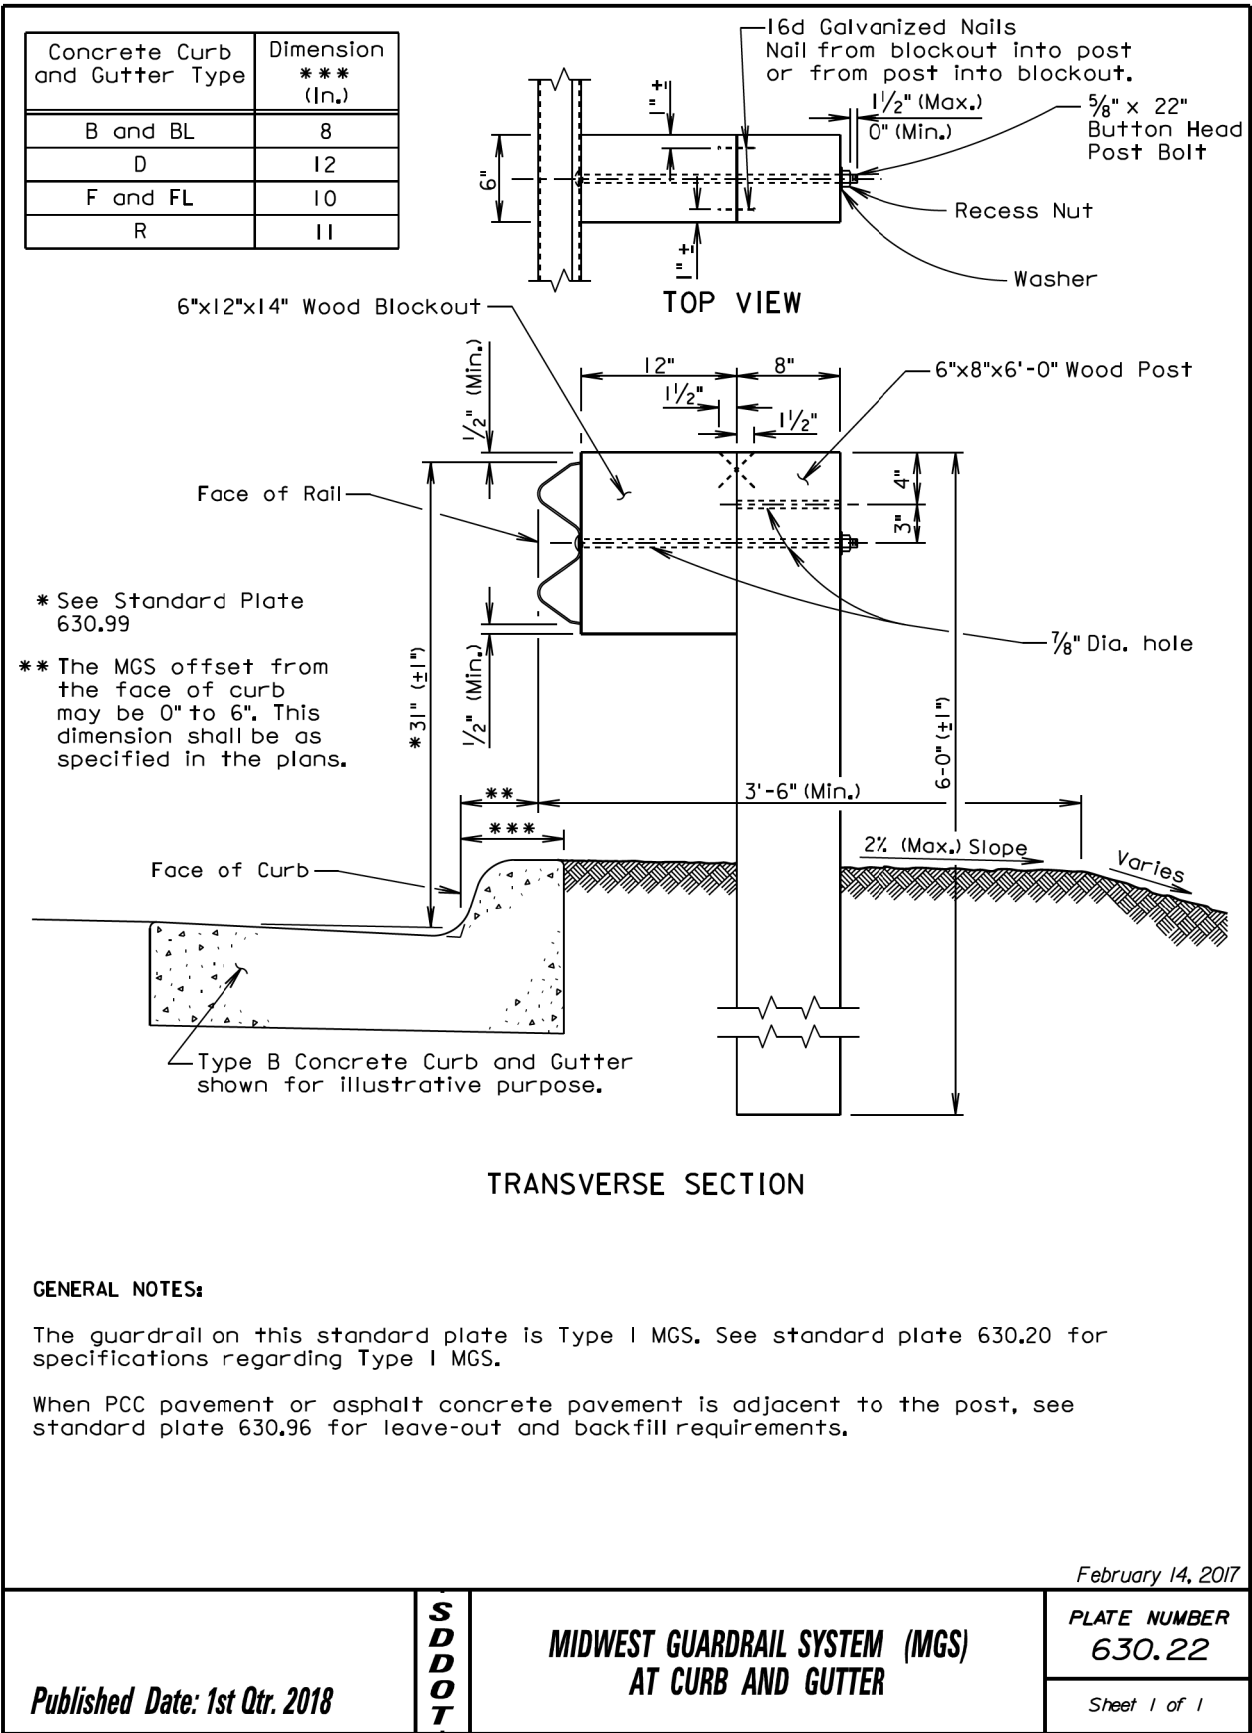 Concrete Curb
and Gutter Type
Dimension
***
(In.)
B and BL
8
D
12
F and FL
10
R
11
16d Galvanized Nails
Nail from blockout into post
or from post into blockout.
1" ±
1½" (Max.)
0" (Min.)
⅝" x 22"
Button Head
Post Bolt
6"
Recess Nut
1" ±
Washer
TOP VIEW
6"x12"x14" Wood Blockout
½" (Min.)
12"
8"
6"x8"x6'-0" Wood Post
1½"
1½"
Face of Rail
4"
3"
* See Standard Plate
630.99
⅞" Dia. hole
** The MGS offset from
the face of curb
may be 0" to 6". This
dimension shall be as
specified in the plans.
*31" (±1")
½" (Min.)
6-0" (±1")
**
3'-6" (Min.)
***
2% (Max.) Slope
Varies
Face of Curb
Type B Concrete Curb and Gutter
shown for illustrative purpose.
TRANSVERSE SECTION
GENERAL NOTES:
The guardrail on this standard plate is Type 1 MGS. See standard plate 630.20 for
specifications regarding Type 1 MGS.
When PCC pavement or asphalt concrete pavement is adjacent to the post, see
standard plate 630.96 for leave-out and backfill requirements.
February 14, 2017
Published Date: 1st Qtr. 2018
SDDOT
MIDWEST GUARDRAIL SYSTEM (MGS)
AT CURB AND GUTTER
PLATE NUMBER
630.22
Sheet 1 of 1